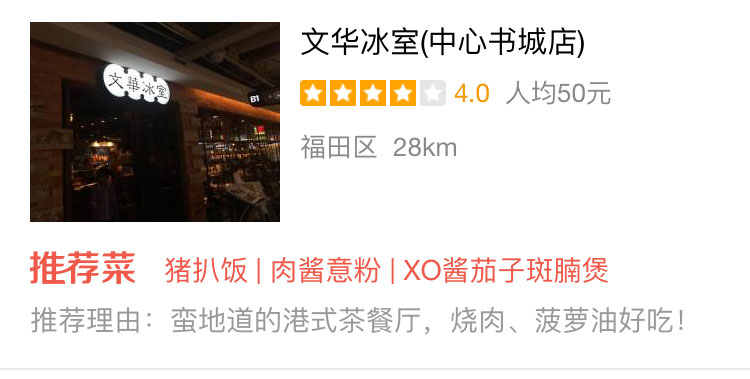 文華冰室
B1
文华冰室(中心书城店)
4.0 人均50元
福田区 28km
推荐菜 猪扒饭 | 肉酱意粉 | XO酱茄子斑腩煲
推荐理由：蛮地道的港式茶餐厅，烧肉、菠萝油好吃！